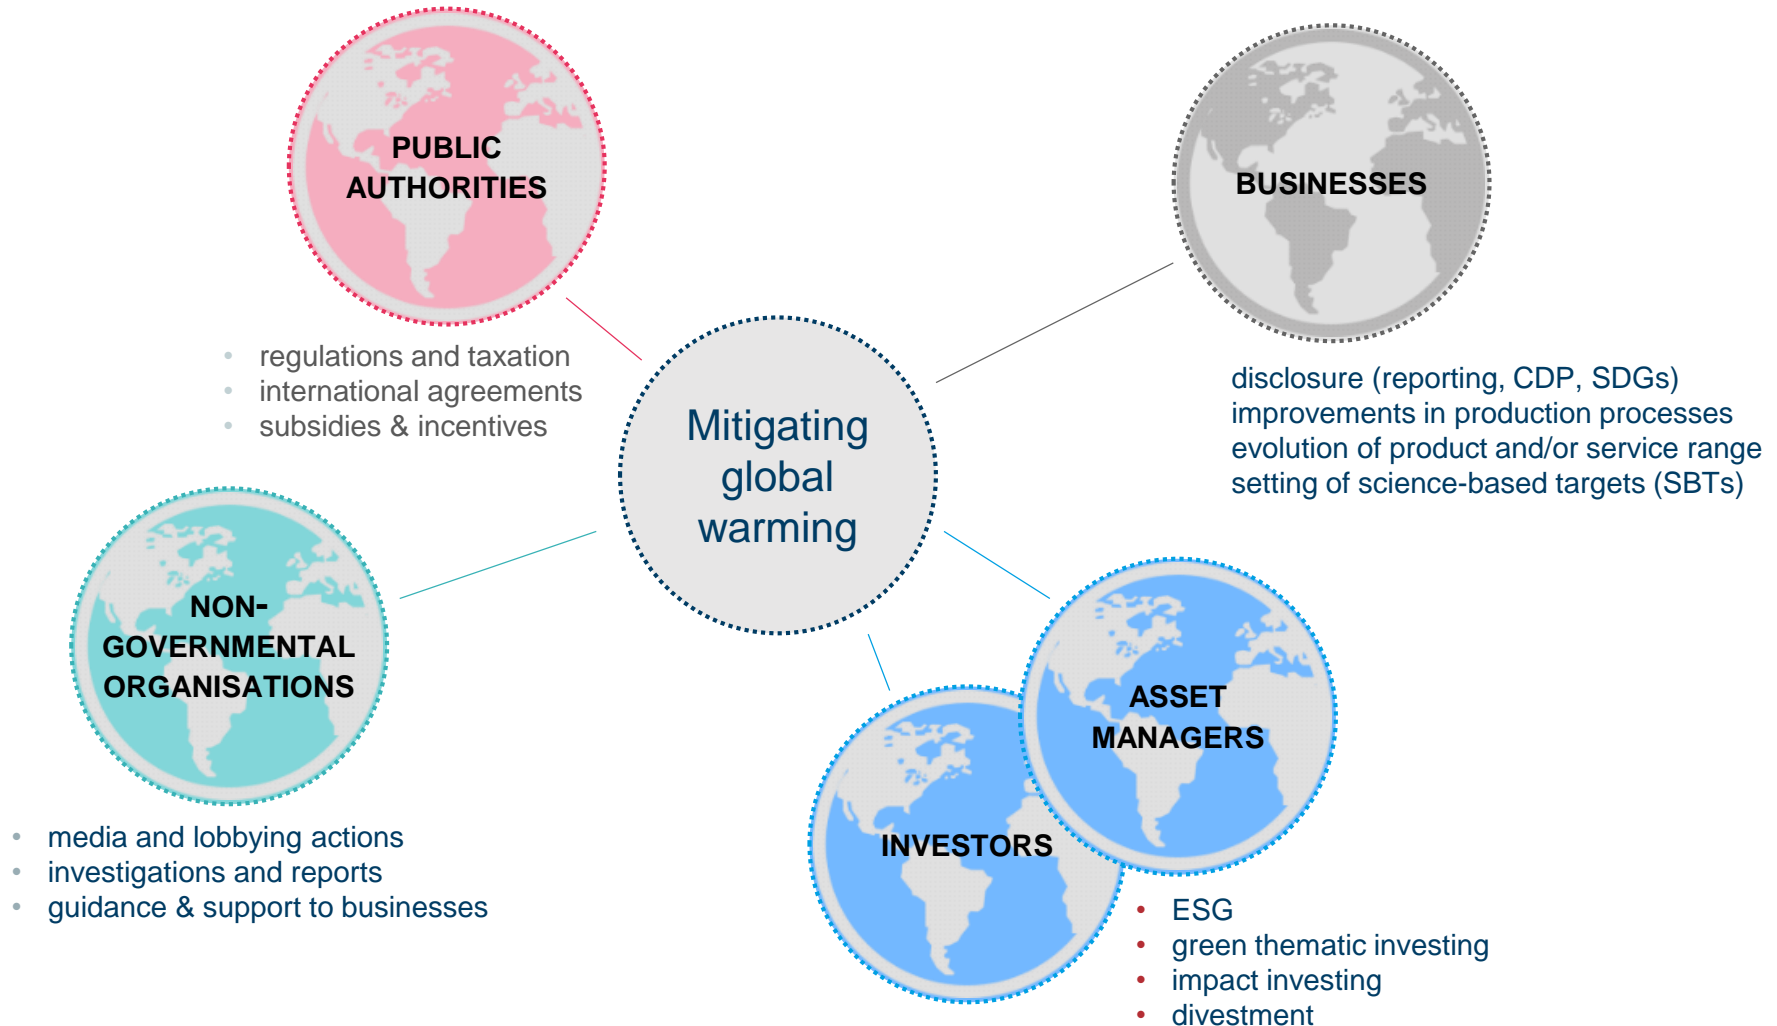 PUBLIC
AUTHORITIES
• regulations and taxation
• international agreements
• subsidies & incentives
BUSINESSES
disclosure (reporting, CDP, SDGs)
improvements in production processes
evolution of product and/or service range
setting of science-based targets (SBTs)
Mitigating
global
warming
NON-
GOVERNMENTAL
ORGANISATIONS
• media and lobbying actions
• investigations and reports
• guidance & support to businesses
ASSET
MANAGERS
INVESTORS
• ESG
• green thematic investing
• impact investing
• divestment